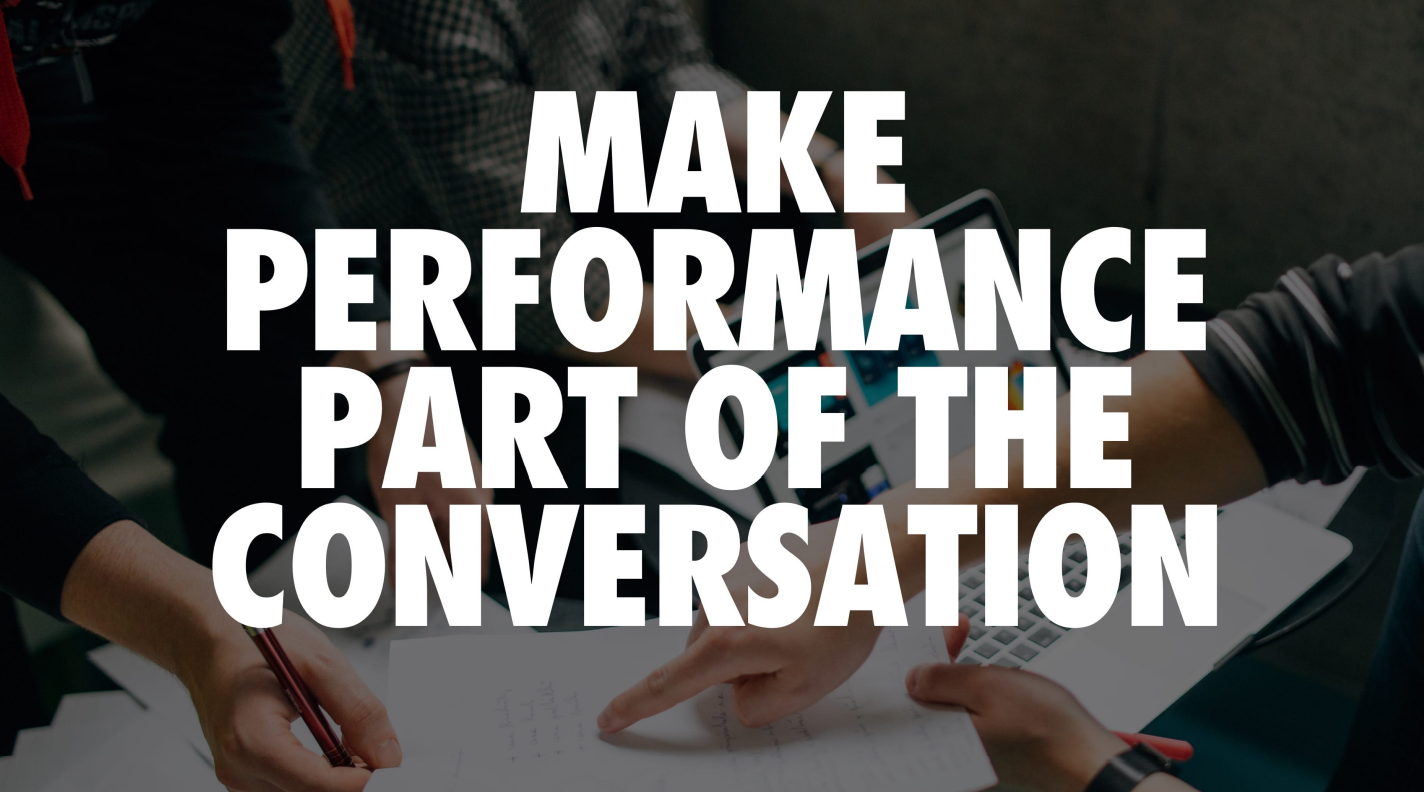 MAKE
PERFORMANCE
PART OF THE
CONVERSATION